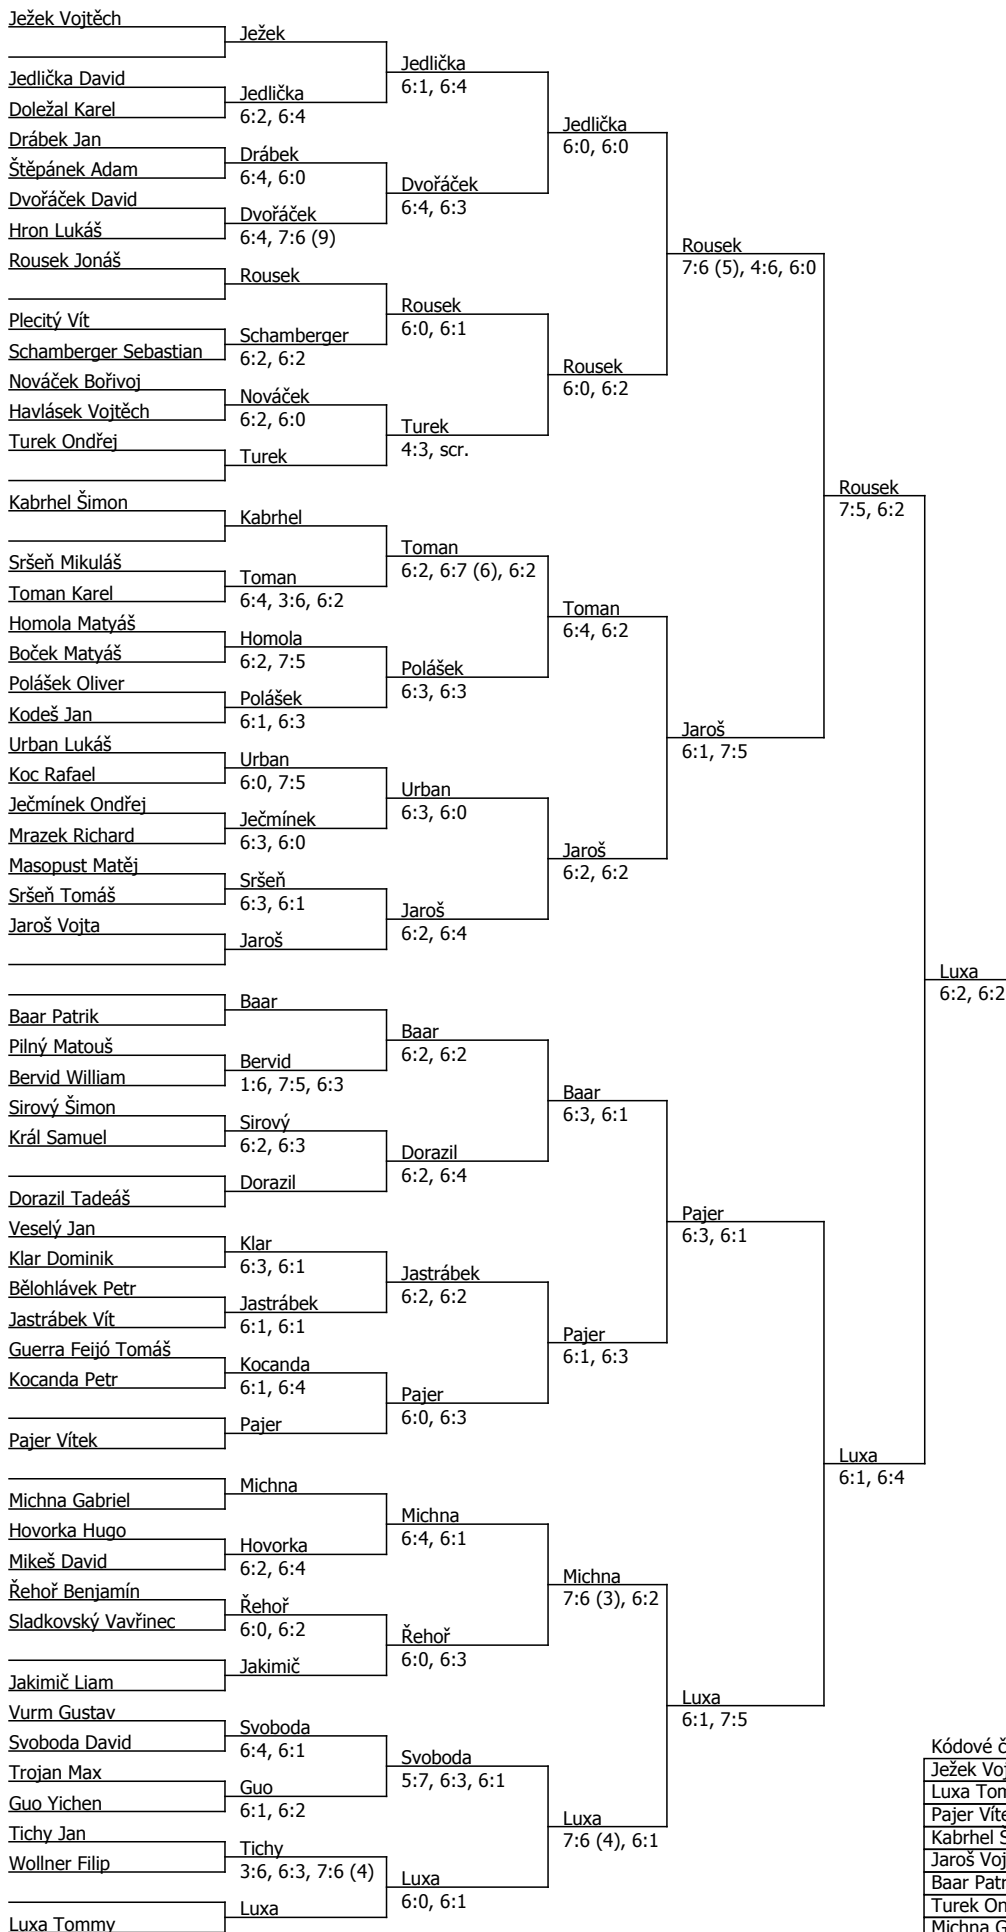 Ježek Vojtěch
Jedlička David
Doležal Karel
Drábek Jan
Štěpánek Adam
Dvořáček David
Hron Lukáš
Rousek Jonáš
Plecitý Vít
Schamberger Sebastian
Nováček Bořivoj
Havlásek Vojtěch
Turek Ondřej
Kabrhel Šimon
Sršeň Mikuláš
Toman Karel
Homola Matyáš
Boček Matyáš
Polášek Oliver
Kodeš Jan
Urban Lukáš
Koc Rafael
Ječmínek Ondřej
Mrazek Richard
Masopust Matěj
Sršeň Tomáš
Jaroš Vojta
Baar Patrik
Pilný Matouš
Bervid William
Sirový Šimon
Král Samuel
Dorazil Tadeáš
Veselý Jan
Klar Dominik
Bělohlávek Petr
Jastrábek Vít
Guerra Feijó Tomáš
Kocanda Petr
Pajer Vítek
Michna Gabriel
Hovorka Hugo
Mikeš David
Řehoř Benjamín
Sladkovský Vavřinec
Jakimič Liam
Vurm Gustav
Svoboda David
Trojan Max
Guo Yichen
Tichy Jan
Wollner Filip
Luxa Tommy
Ježek
Jedlička
6:2, 6:4
Drábek
6:4, 6:0
Dvořáček
6:4, 7:6 (9)
Rousek
Schamberger
6:2, 6:2
Nováček
6:2, 6:0
Turek
Kabrhel
Toman
6:4, 3:6, 6:2
Homola
6:2, 7:5
Polášek
6:1, 6:3
Urban
6:0, 7:5
Ječmínek
6:3, 6:0
Sršeň
6:3, 6:1
Jaroš
Baar
Bervid
1:6, 7:5, 6:3
Sirový
6:2, 6:3
Dorazil
Klar
6:3, 6:1
Jastrábek
6:1, 6:1
Kocanda
6:1, 6:4
Pajer
Michna
Hovorka
6:2, 6:4
Řehoř
6:0, 6:2
Jakimič
Svoboda
6:4, 6:1
Guo
6:1, 6:2
Tichy
3:6, 6:3, 7:6 (4)
Luxa
Jedlička
6:1, 6:4
Dvořáček
6:4, 6:3
Rousek
6:0, 6:1
Turek
4:3, scr.
Toman
6:2, 6:7 (6), 6:2
Polášek
6:3, 6:3
Urban
6:3, 6:0
Jaroš
6:2, 6:4
Baar
6:2, 6:2
Dorazil
6:2, 6:4
Jastrábek
6:2, 6:2
Pajer
6:0, 6:3
Michna
6:4, 6:1
Řehoř
6:0, 6:3
Svoboda
5:7, 6:3, 6:1
Luxa
6:0, 6:1
Jedlička
6:0, 6:0
Rousek
6:0, 6:2
Toman
6:4, 6:2
Jaroš
6:2, 6:2
Baar
6:3, 6:1
Pajer
6:1, 6:3
Michna
7:6 (3), 6:2
Luxa
7:6 (4), 6:1
Rousek
7:6 (5), 4:6, 6:0
Jaroš
6:1, 7:5
Pajer
6:3, 6:1
Luxa
6:1, 7:5
Rousek
7:5, 6:2
Luxa
6:1, 6:4
Luxa
6:2, 6:2
Kódové
Ježek
Luxa
Pajer
Kabrhel
Jaroš
Baar
Turek
Michna